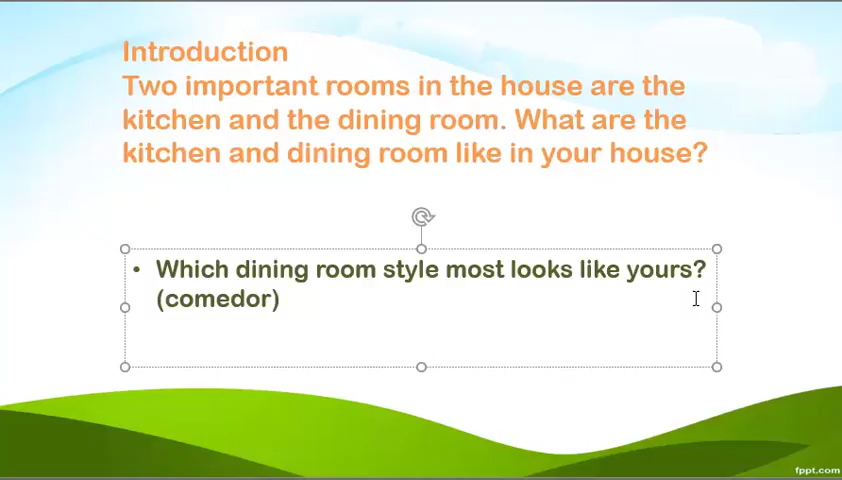 Introduction
Two important rooms in the house are the
kitchen and the dining room. What are the
kitchen and dining room like in your house?
• Which dining room style most looks like yours?
(comedor)
fppt.com